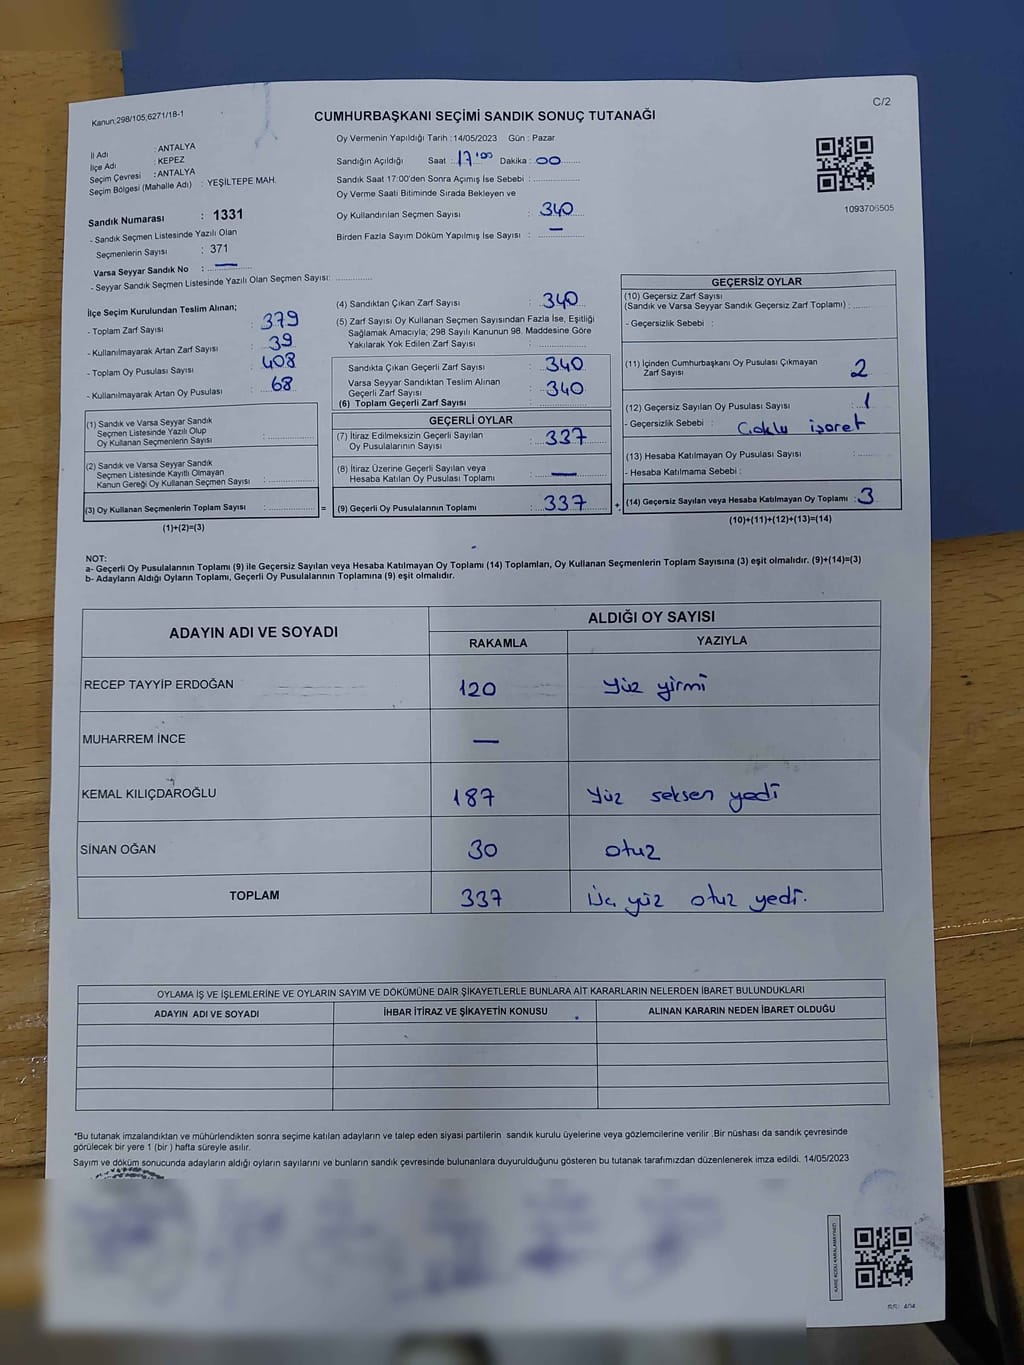 Kanun;298/105;6271/18-1
C/2
CUMHURBAŞKANI SEÇİMİ SANDIK SONUÇ TUTANAĞI
İl Adı : ANTALYA
İlçe Adı : KEPEZ
Seçim Çevresi : ANTALYA
Seçim Bölgesi (Mahalle Adı) : YEŞİLTEPE MAH.
Sandık Numarası : 1331
- Sandık Seçmen Listesinde Yazılı Olan
Seçmenlerin Sayısı : 371
Varsa Seyyar Sandık No : —
- Seyyar Sandık Seçmen Listesinde Yazılı Olan Seçmen Sayısı: ............
Oy Vermenin Yapıldığı Tarih : 14/05/2023 Gün : Pazar
Sandığın Açıldığı Saat : 17'00 Dakika : 00
Sandık Saat 17:00'den Sonra Açımış İse Sebebi : ............
Oy Verme Saati Bitiminde Sırada Bekleyen ve
Oy Kullandırılan Seçmen Sayısı : 340
Birden Fazla Sayım Döküm Yapılmış İse Sayısı : —
1093706505
İlçe Seçim Kurulundan Teslim Alınan;
- Toplam Zarf Sayısı : 379
- Kullanılmayarak Artan Zarf Sayısı : 39
- Toplam Oy Pusulası Sayısı : 408
- Kullanılmayarak Artan Oy Pusulası : 68
(1) Sandık ve Varsa Seyyar Sandık
Seçmen Listesinde Yazılı Olup
Oy Kullanan Seçmenlerin Sayısı : ............
(2) Sandık ve Varsa Seyyar Sandık
Seçmen Listesinde Kayıtlı Olmayan
Kanun Gereği Oy Kullanan Seçmen Sayısı : ............
(3) Oy Kullanan Seçmenlerin Toplam Sayısı : ............ =
(1)+(2)=(3)
(4) Sandıktan Çıkan Zarf Sayısı : 340
(5) Zarf Sayısı Oy Kullanan Seçmen Sayısından Fazla İse, Eşitliği
Sağlamak Amacıyla; 298 Sayılı Kanunun 98. Maddesine Göre
Yakılarak Yok Edilen Zarf Sayısı : ............
Sandıkta Çıkan Geçerli Zarf Sayısı : 340
Varsa Seyyar Sandıktan Teslim Alınan
Geçerli Zarf Sayısı : 340
(6) Toplam Geçerli Zarf Sayısı : ............
GEÇERLİ OYLAR
(7) İtiraz Edilmeksizin Geçerli Sayılan
Oy Pusulalarının Sayısı : 337
(8) İtiraz Üzerine Geçerli Sayılan veya
Hesaba Katılan Oy Pusulası Toplamı : —
(9) Geçerli Oy Pusulalarının Toplamı : 337 +
GEÇERSİZ OYLAR
(10) Geçersiz Zarf Sayısı
(Sandık ve Varsa Seyyar Sandık Geçersiz Zarf Toplamı) : ......
- Geçersizlik Sebebi :
(11) İçinden Cumhurbaşkanı Oy Pusulası Çıkmayan
Zarf Sayısı 2
(12) Geçersiz Sayılan Oy Pusulası Sayısı : 1
- Geçersizlik Sebebi : Çoklu işaret
(13) Hesaba Katılmayan Oy Pusulası Sayısı : ......
- Hesaba Katılmama Sebebi :
(14) Geçersiz Sayılan veya Hesaba Katılmayan Oy Toplamı : 3
(10)+(11)+(12)+(13)=(14)
NOT:
a- Geçerli Oy Pusulalarının Toplamı (9) ile Geçersiz Sayılan veya Hesaba Katılmayan Oy Toplamı (14) Toplamları, Oy Kullanan Seçmenlerin Toplam Sayısına (3) eşit olmalıdır. (9)+(14)=(3)
b- Adayların Aldığı Oyların Toplamı, Geçerli Oy Pusulalarının Toplamına (9) eşit olmalıdır.
ADAYIN ADI VE SOYADI ALDIĞI OY SAYISI
RAKAMLA YAZIYLA
RECEP TAYYİP ERDOĞAN 120 Yüz yirmi
MUHARREM İNCE —
KEMAL KILIÇDAROĞLU 187 Yüz seksen yedi
SİNAN OĞAN 30 otuz
TOPLAM 337 Üç yüz otuz yedi.
OYLAMA İŞ VE İŞLEMLERİNE VE OYLARIN SAYIM VE DÖKÜMÜNE DAİR ŞİKAYETLERLE BUNLARA AİT KARARLARIN NELERDEN İBARET BULUNDUKLARI
ADAYIN ADI VE SOYADI İHBAR İTİRAZ VE ŞİKAYETİN KONUSU ALINAN KARARIN NEDEN İBARET OLDUĞU
*Bu tutanak imzalandıktan ve mühürlendikten sonra seçime katılan adayların ve talep eden siyasi partilerin sandık kurulu üyelerine veya gözlemcilerine verilir .Bir nüshası da sandık çevresinde
görülecek bir yere 1 (bir ) hafta süreyle asılır.
Sayım ve döküm sonucunda adayların aldığı oyların sayılarını ve bunların sandık çevresinde bulunanlara duyurulduğunu gösteren bu tutanak tarafımızdan düzenlenerek imza edildi. 14/05/2023
KARE KODU KARALAMAYINIZ!